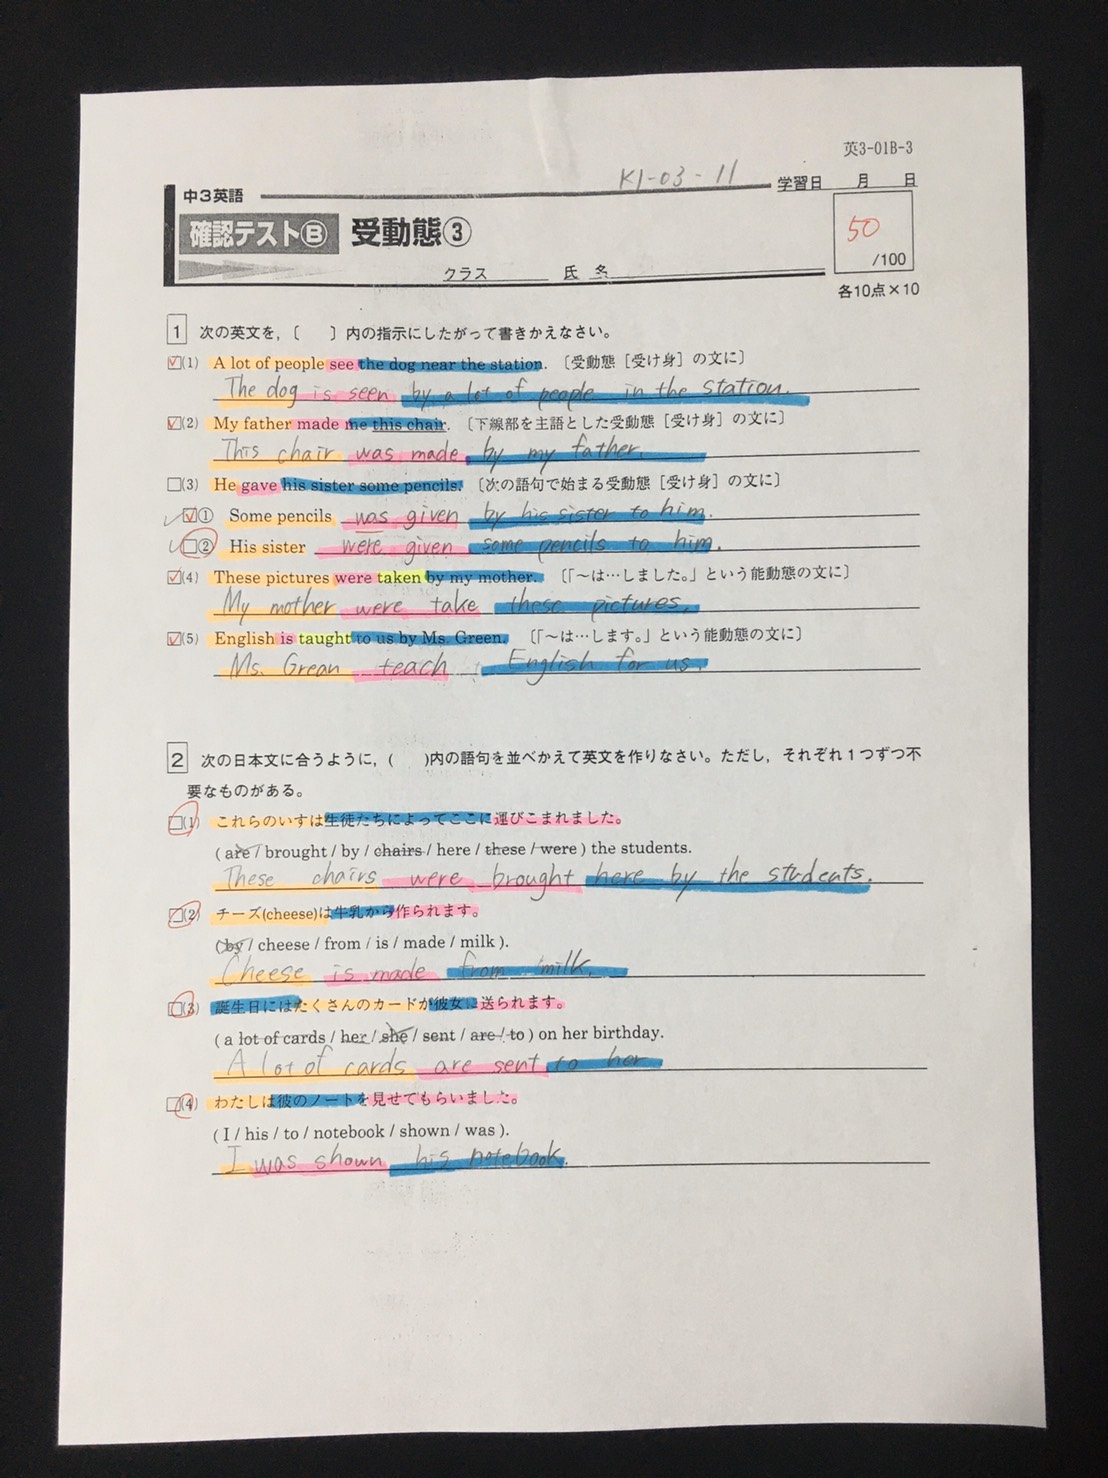 英3-01B-3
K1-03-11
学習日 月 日
中3英語
確認テストⒷ 受動態③
50
/100
クラス 氏名
各10点×10
1 次の英文を,〔 〕内の指示にしたがって書きかえなさい。
(1) A lot of people see the dog near the station. 〔受動態［受け身］の文に〕
The dog is seen by a lot of people in the station.
(2) My father made me this chair. 〔下線部を主語とした受動態［受け身］の文に〕
This chair was made by my father.
(3) He gave his sister some pencils. 〔次の語句で始まる受動態［受け身］の文に〕
① Some pencils was given by his sister to him.
② His sister were given some pencils to him.
(4) These pictures were taken by my mother. 〔「〜は…しました。」という能動態の文に〕
My mother were take these pictures.
(5) English is taught to us by Ms. Green. 〔「〜は…します。」という能動態の文に〕
Ms. Grean teach English for us.
2 次の日本文に合うように,( )内の語句を並べかえて英文を作りなさい。ただし,それぞれ1つずつ不
要なものがある。
(1) これらのいすは生徒たちによってここに運びこまれました。
( are / brought / by / chairs / here / these / were ) the students.
These chairs were brought here by the students.
(2) チーズ(cheese)は牛乳から作られます。
( by / cheese / from / is / made / milk ).
Cheese is made from milk.
(3) 誕生日にはたくさんのカードが彼女に送られます。
( a lot of cards / her / she / sent / are / to ) on her birthday.
A lot of cards are sent to her
(4) わたしは彼のノートを見せてもらいました。
( I / his / to / notebook / shown / was ).
I was shown his notebook.